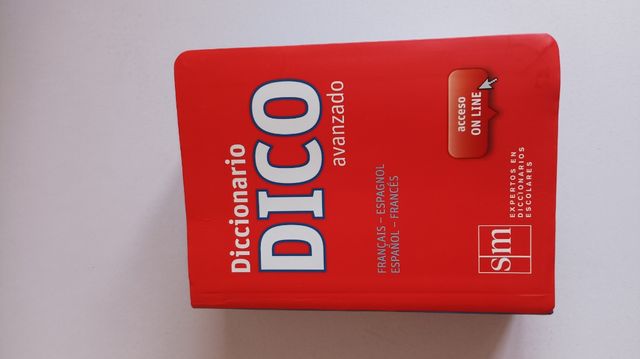 Diccionario
DICO
avanzado
FRANÇAIS – ESPAGNOL
ESPAÑOL – FRANCÉS
acceso
ON LINE
sm
EXPERTOS EN
DICCIONARIOS
ESCOLARES